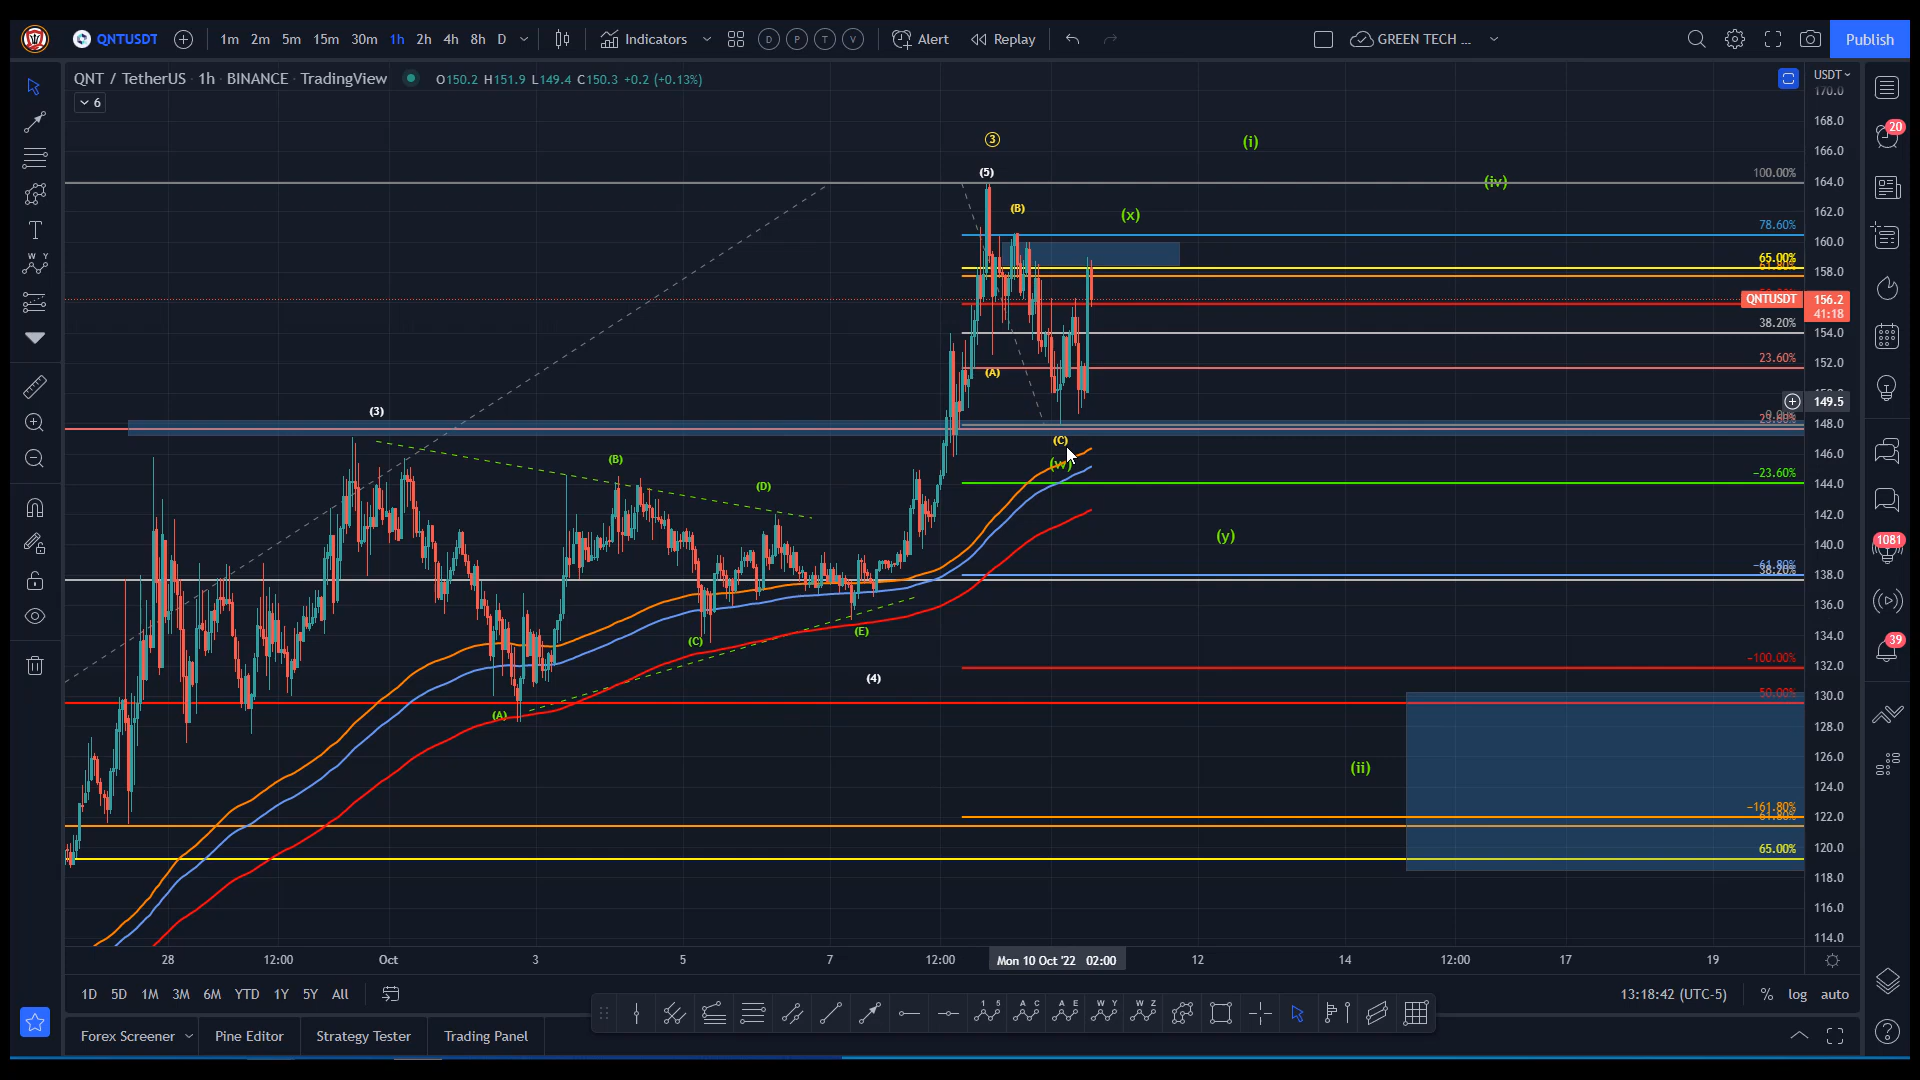 QNTUSDT 1m 2m 5m 15m 30m 1h 2h 4h 8h D Indicators D P T V Alert Replay GREEN TECH ... Publish
QNT / TetherUS 1h BINANCE TradingView O150.2 H151.9 L149.4 C150.3 +0.2 (+0.13%)
6
USDT
170.0
168.0
166.0
164.0
162.0
160.0
158.0
156.2
41:18
154.0
152.0
149.5
148.0
146.0
144.0
142.0
140.0
138.0
136.0
134.0
132.0
130.0
128.0
126.0
124.0
122.0
120.0
118.0
116.0
114.0
QNTUSDT
100.00%
78.60%
65.00%
38.20%
23.60%
−23.60%
−100.00%
50.00%
−161.80%
65.00%
3
(5)
(B)
(A)
(C)
(w)
(x)
(i)
(iv)
(y)
(ii)
(3)
(B)
(D)
(C)
(E)
(A)
(4)
28 12:00 Oct 3 5 7 12:00 Mon 10 Oct '22 02:00 12 14 12:00 17 19
1D 5D 1M 3M 6M YTD 1Y 5Y All 13:18:42 (UTC-5) % log auto
1 5 A C A E W Y W Z
Forex Screener Pine Editor Strategy Tester Trading Panel
W Y
20
1081
39